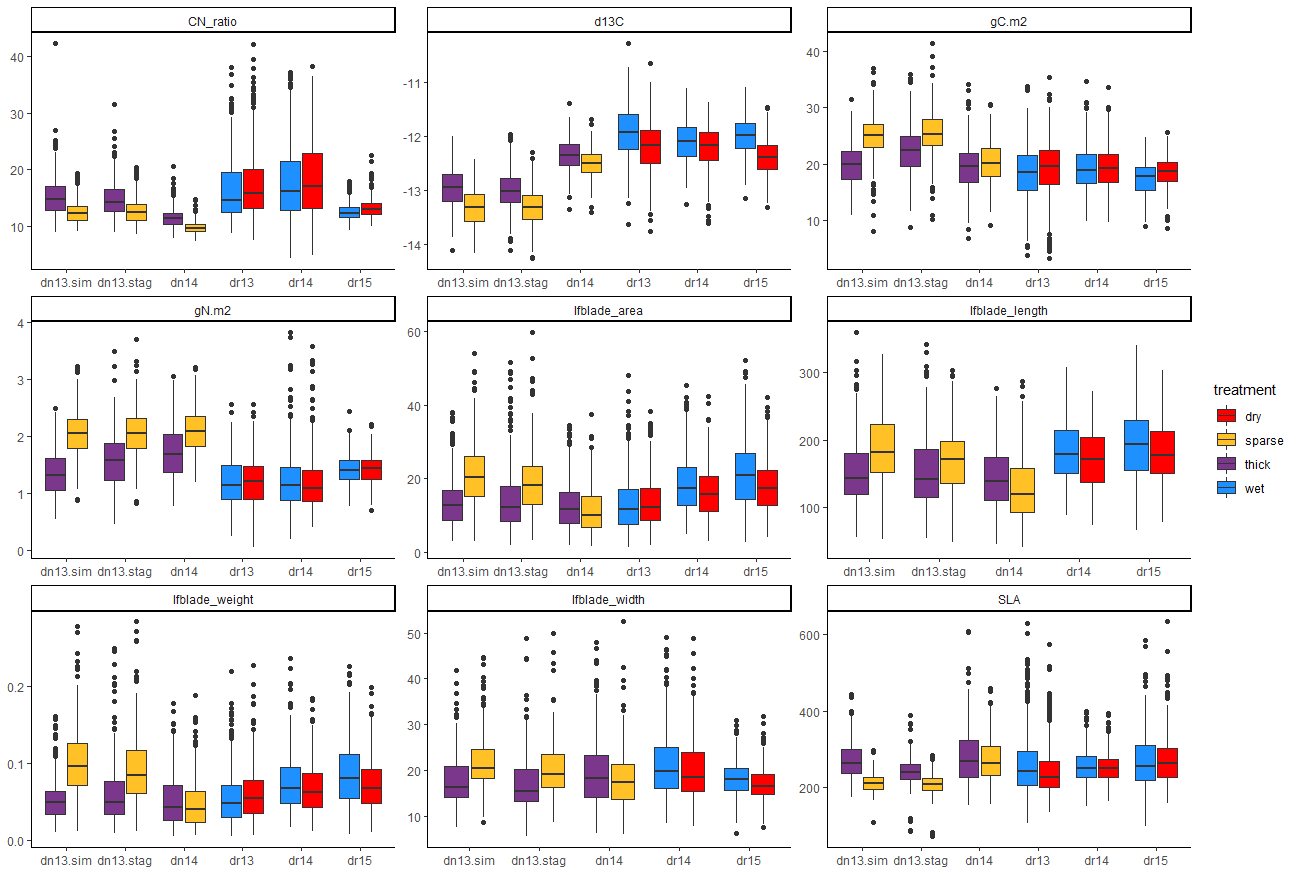 CN_ratio
d13C
gC.m2
40
30
20
10
-11
-12
-13
-14
40
30
20
10
dn13.sim dn13.stag dn14 dr13 dr14 dr15
dn13.sim dn13.stag dn14 dr13 dr14 dr15
dn13.sim dn13.stag dn14 dr13 dr14 dr15
gN.m2
lfblade_area
lfblade_length
4
3
2
1
0
60
40
20
0
300
200
100
dn13.sim dn13.stag dn14 dr13 dr14 dr15
dn13.sim dn13.stag dn14 dr13 dr14 dr15
dn13.sim dn13.stag dn14 dr14 dr15
treatment
dry
sparse
thick
wet
lfblade_weight
lfblade_width
SLA
0.2
0.1
0.0
50
40
30
20
10
600
400
200
dn13.sim dn13.stag dn14 dr13 dr14 dr15
dn13.sim dn13.stag dn14 dr14 dr15
dn13.sim dn13.stag dn14 dr13 dr14 dr15